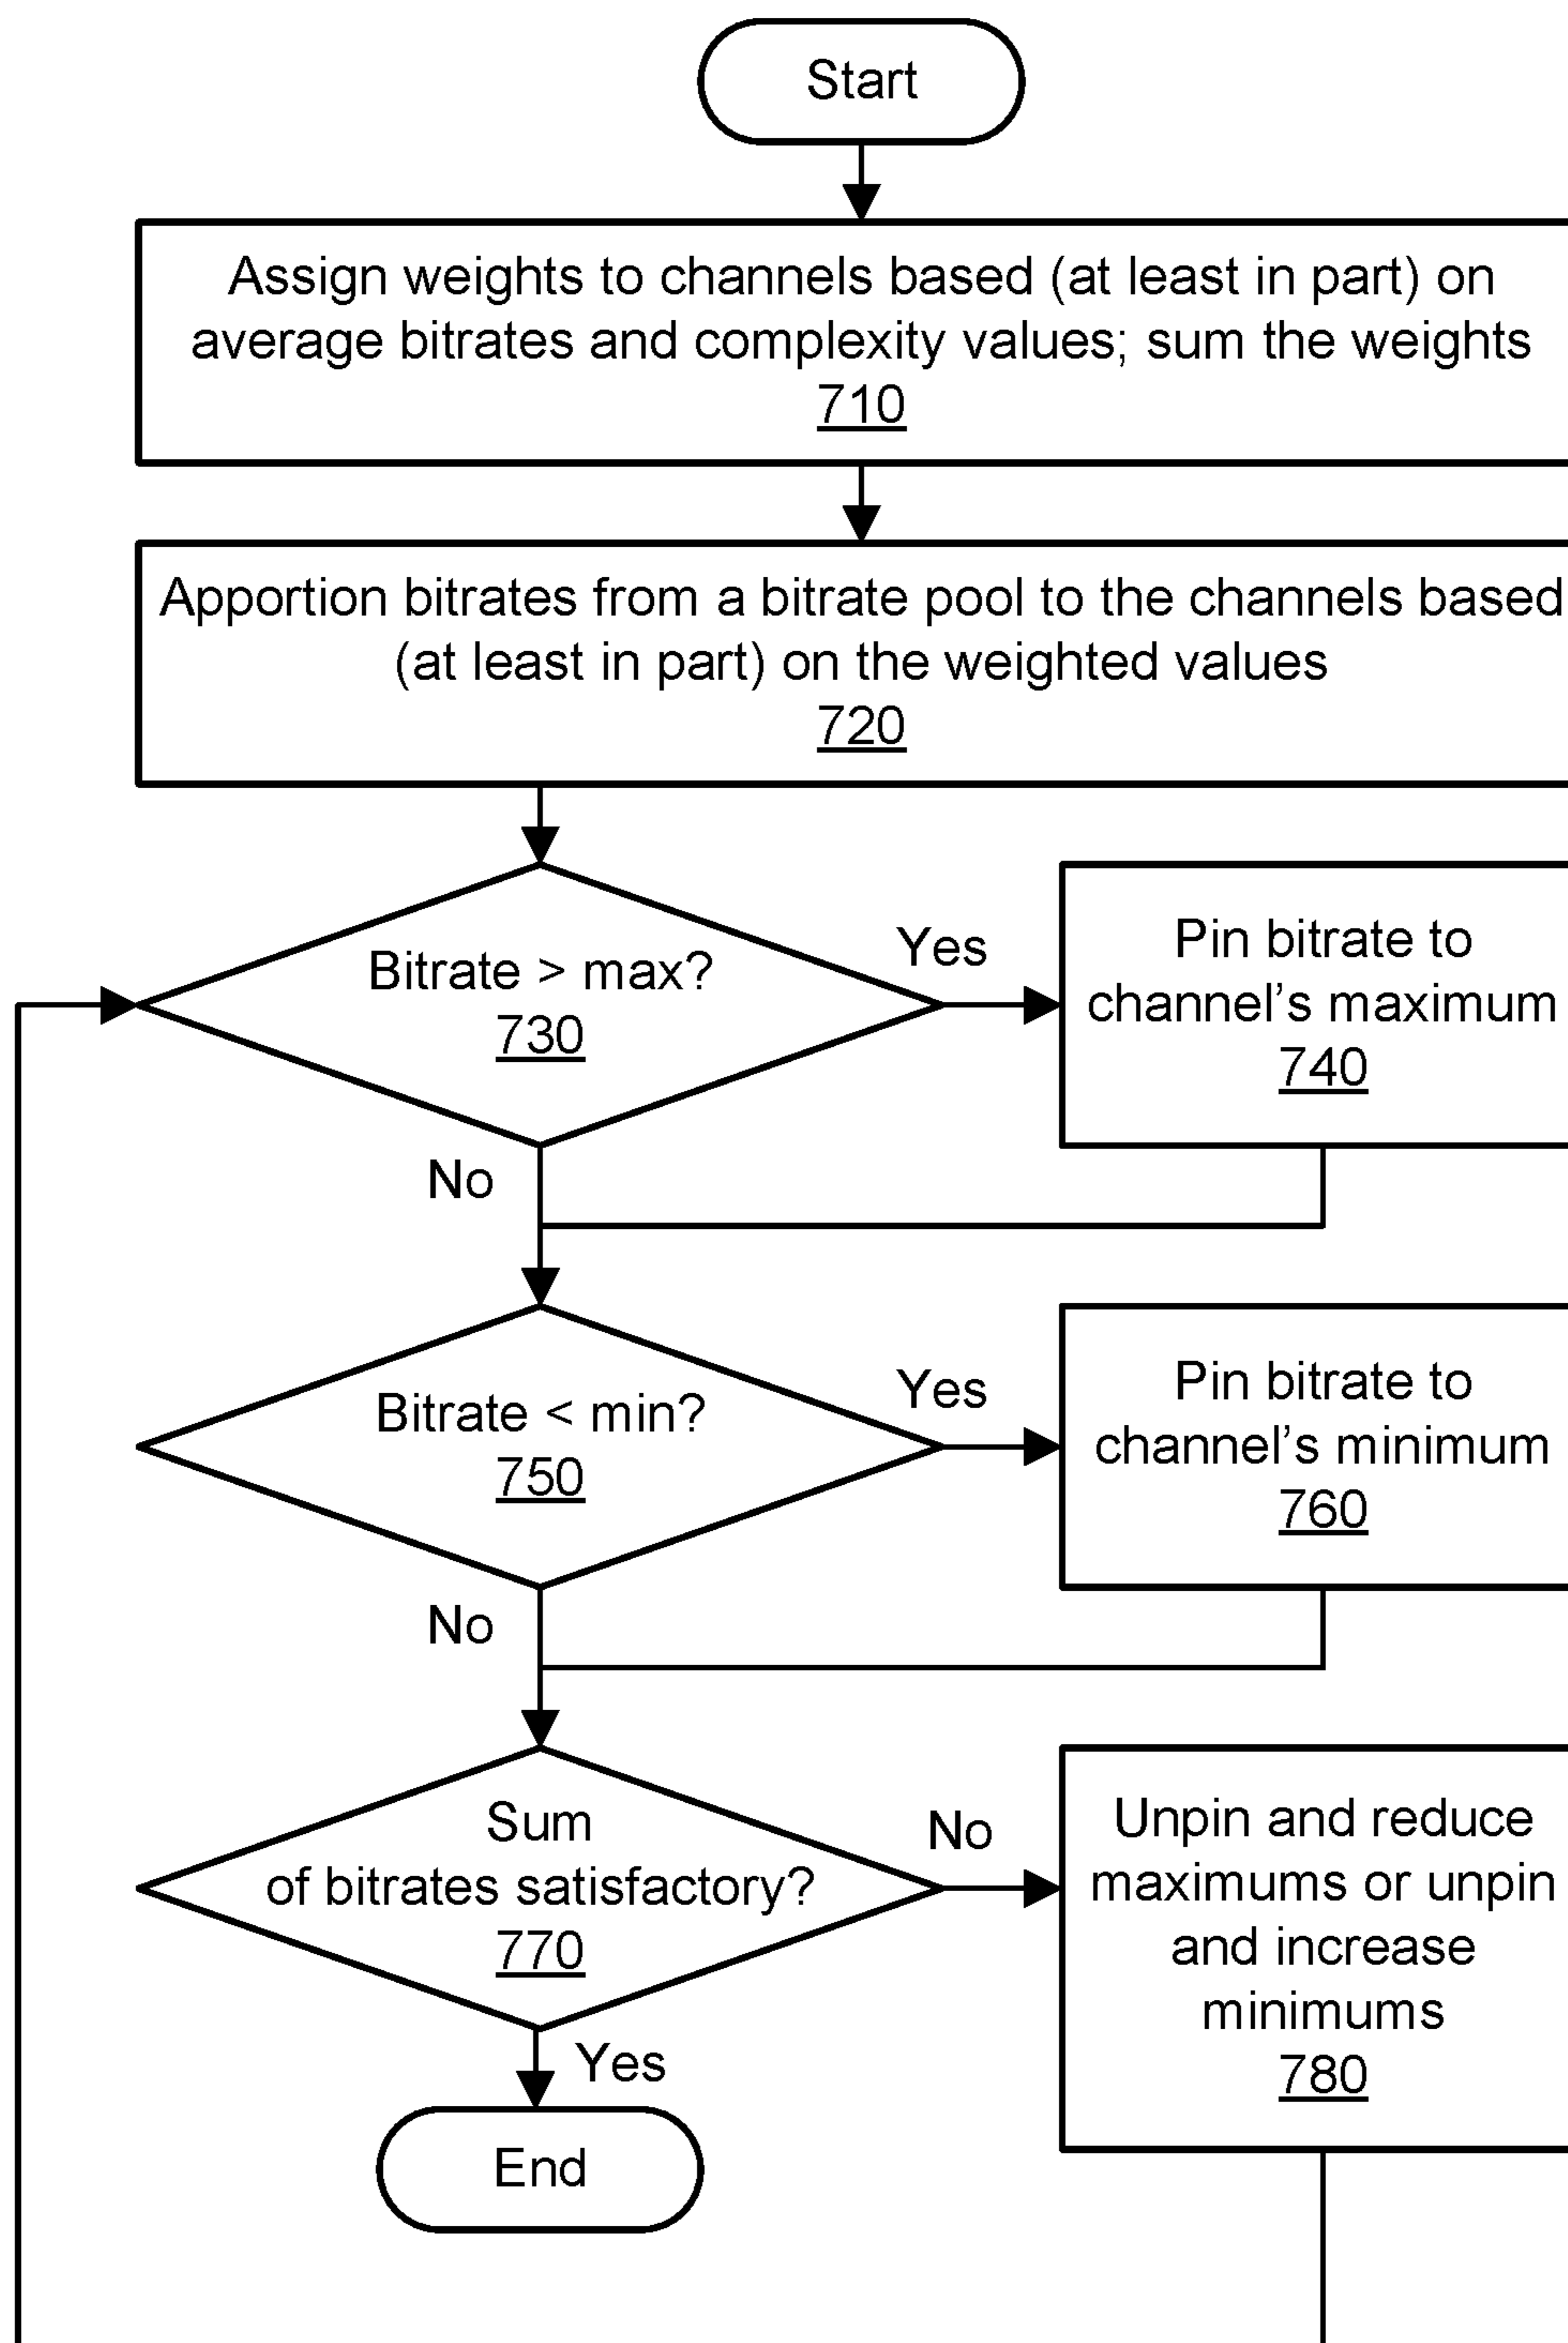 Start
Assign weights to channels based (at least in part) on
average bitrates and complexity values; sum the weights
710
Apportion bitrates from a bitrate pool to the channels based
(at least in part) on the weighted values
720
Bitrate > max?
730
Yes
Pin bitrate to
channel's maximum
740
No
Bitrate < min?
750
Yes
Pin bitrate to
channel's minimum
760
No
Sum
of bitrates satisfactory?
770
No
Unpin and reduce
maximums or unpin
and increase
minimums
780
Yes
End